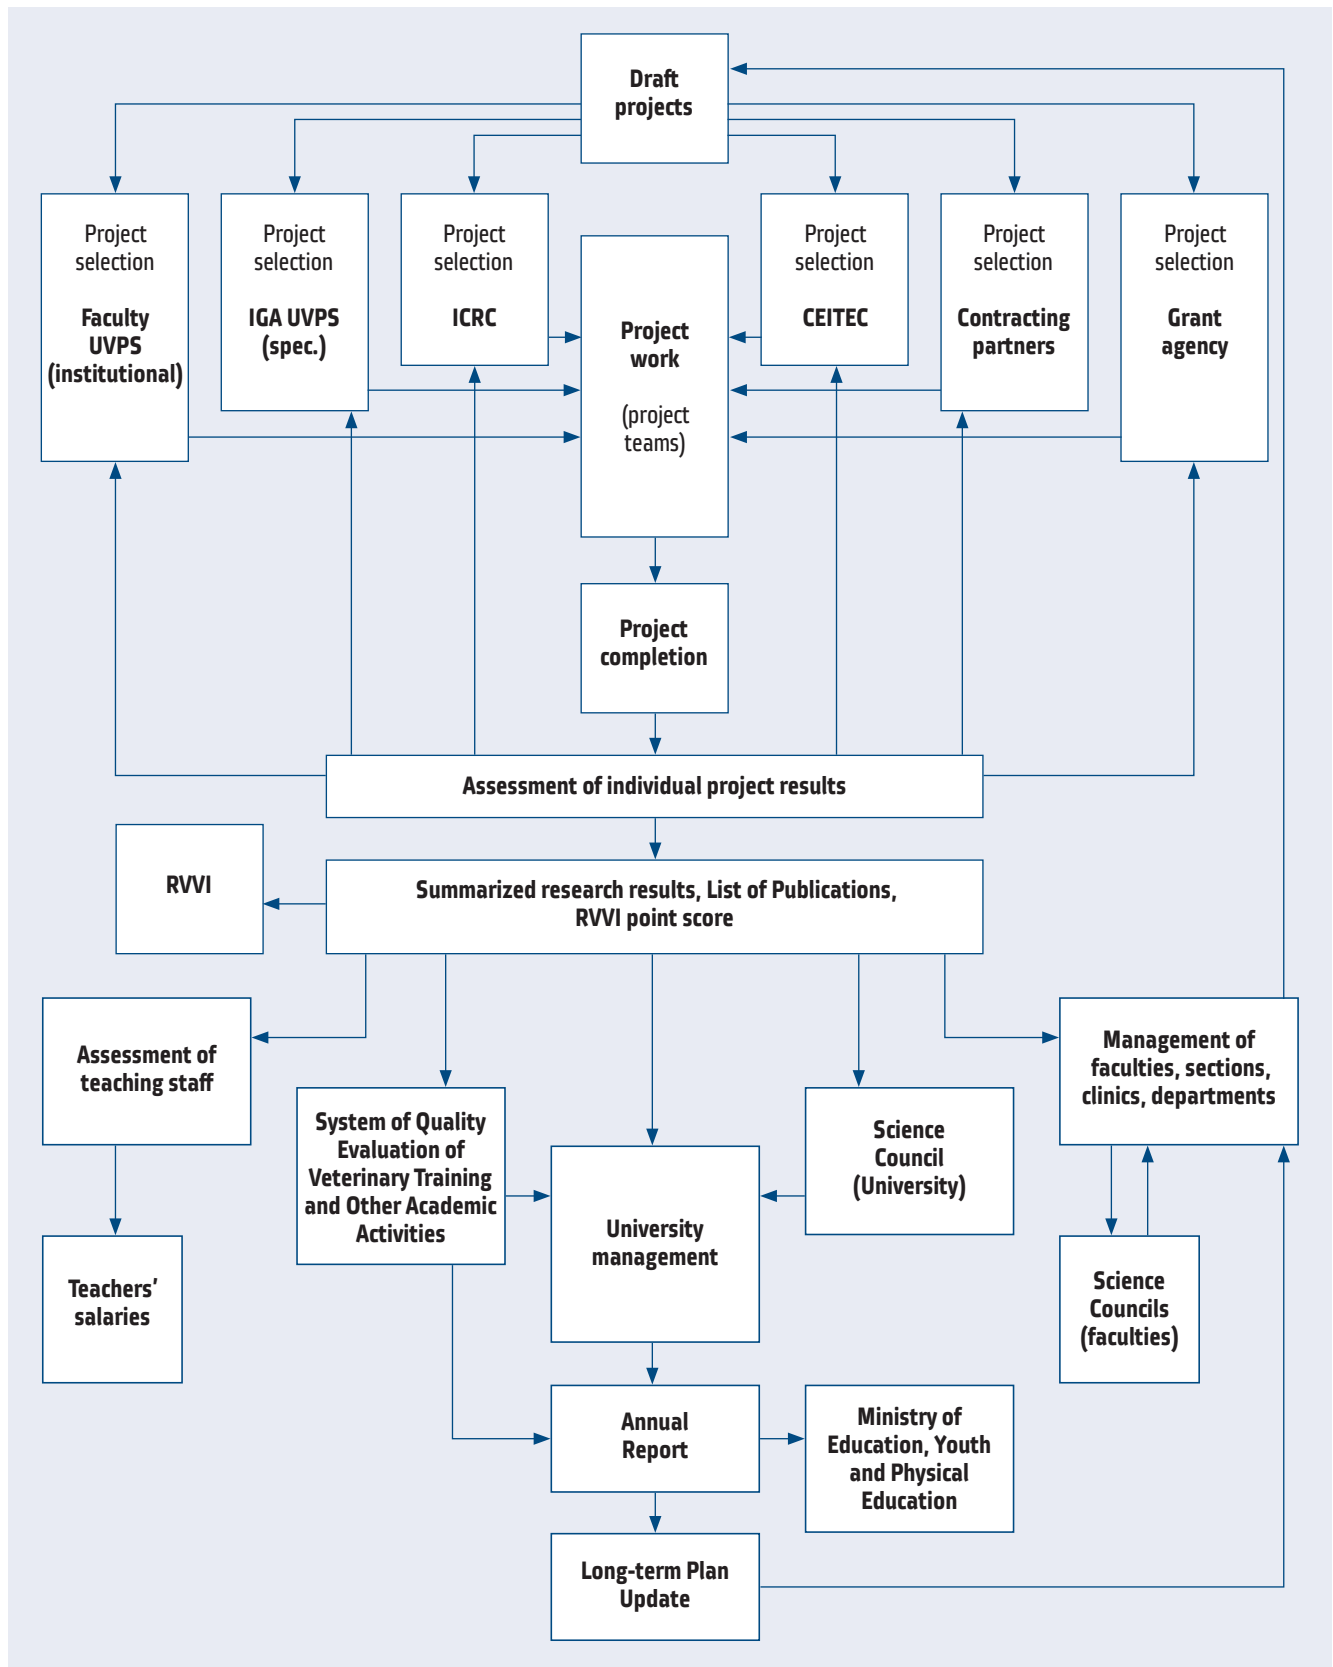 Draft
projects
Project
selection
Faculty
UVPS
(institutional)
Project
selection
IGA UVPS
(spec.)
Project
selection
ICRC
Project
work
(project
teams)
Project
selection
CEITEC
Project
selection
Contracting
partners
Project
selection
Grant
agency
Project
completion
Assessment of individual project results
RVVI
Summarized research results, List of Publications,
RVVI point score
Assessment of
teaching staff
System of Quality
Evaluation of
Veterinary Training
and Other Academic
Activities
University
management
Science
Council
(University)
Management of
faculties, sections,
clinics, departments
Teachers’
salaries
Science
Councils
(faculties)
Annual
Report
Ministry of
Education, Youth
and Physical
Education
Long-term Plan
Update